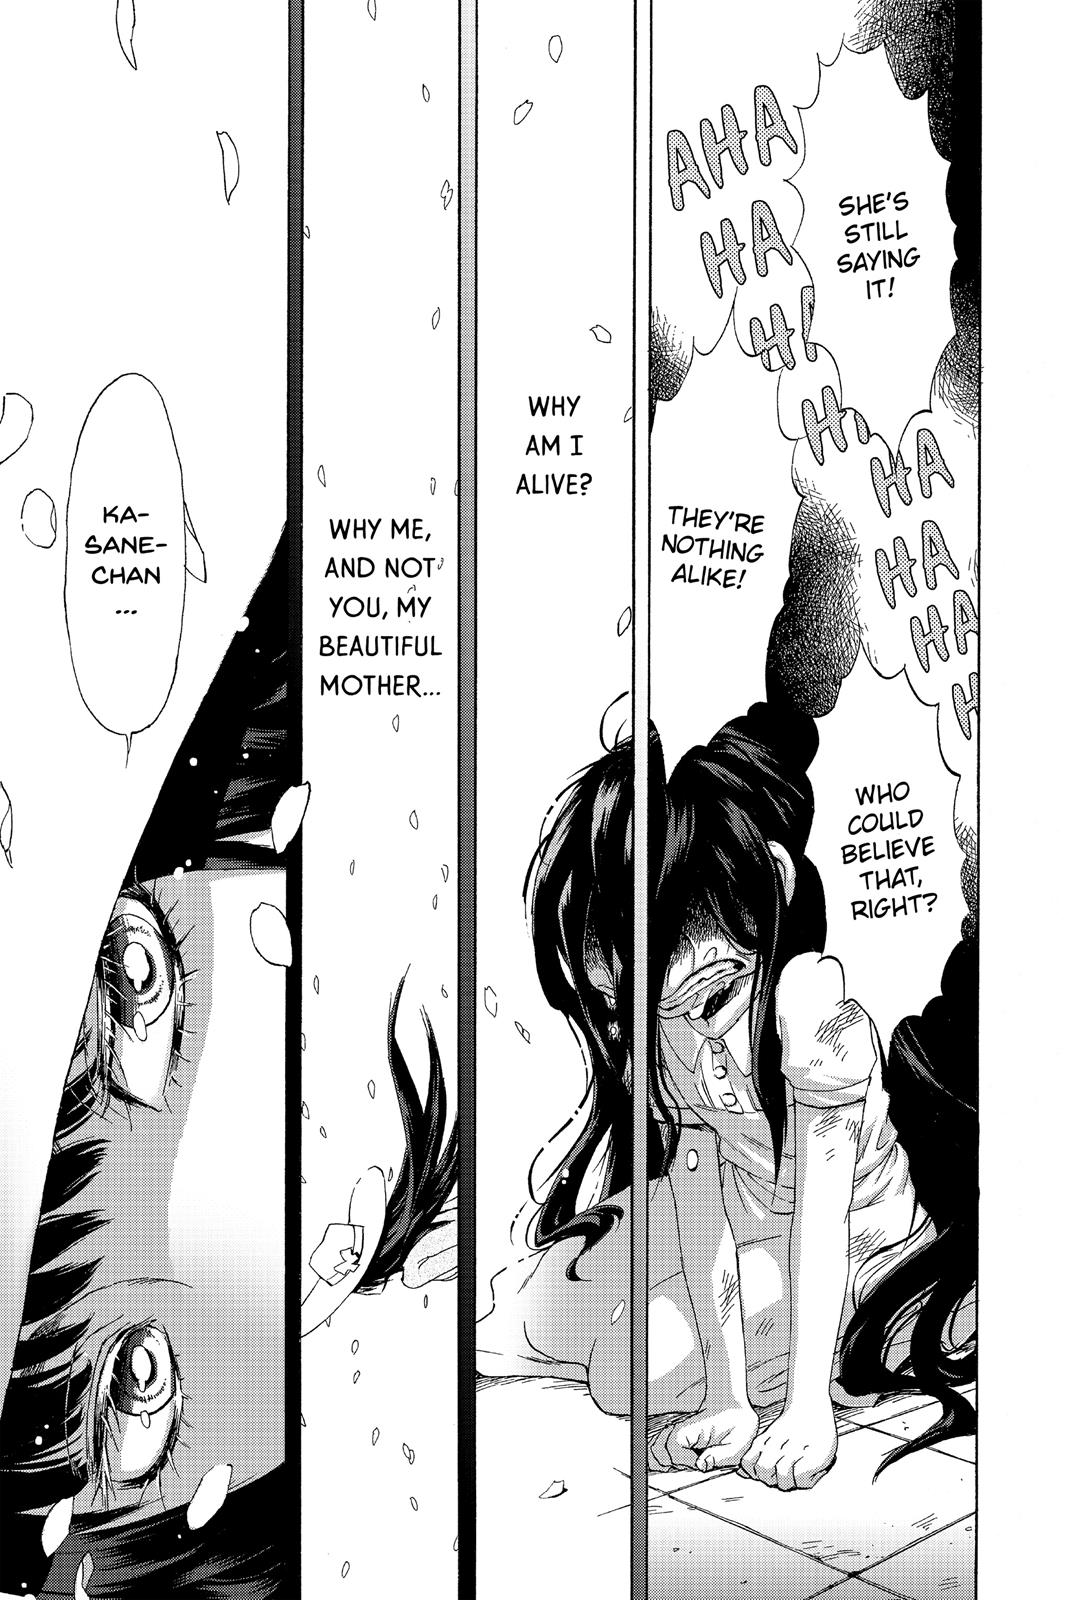 SHE'S
STILL
SAYING
IT!
AHA
HA
HA
HA
HA
HA
HA
THEY'RE
NOTHING
ALIKE!
WHO
COULD
BELIEVE
THAT,
RIGHT?
WHY
AM I
ALIVE?
WHY ME,
AND NOT
YOU, MY
BEAUTIFUL
MOTHER...
KA-
SANE-
CHAN
...